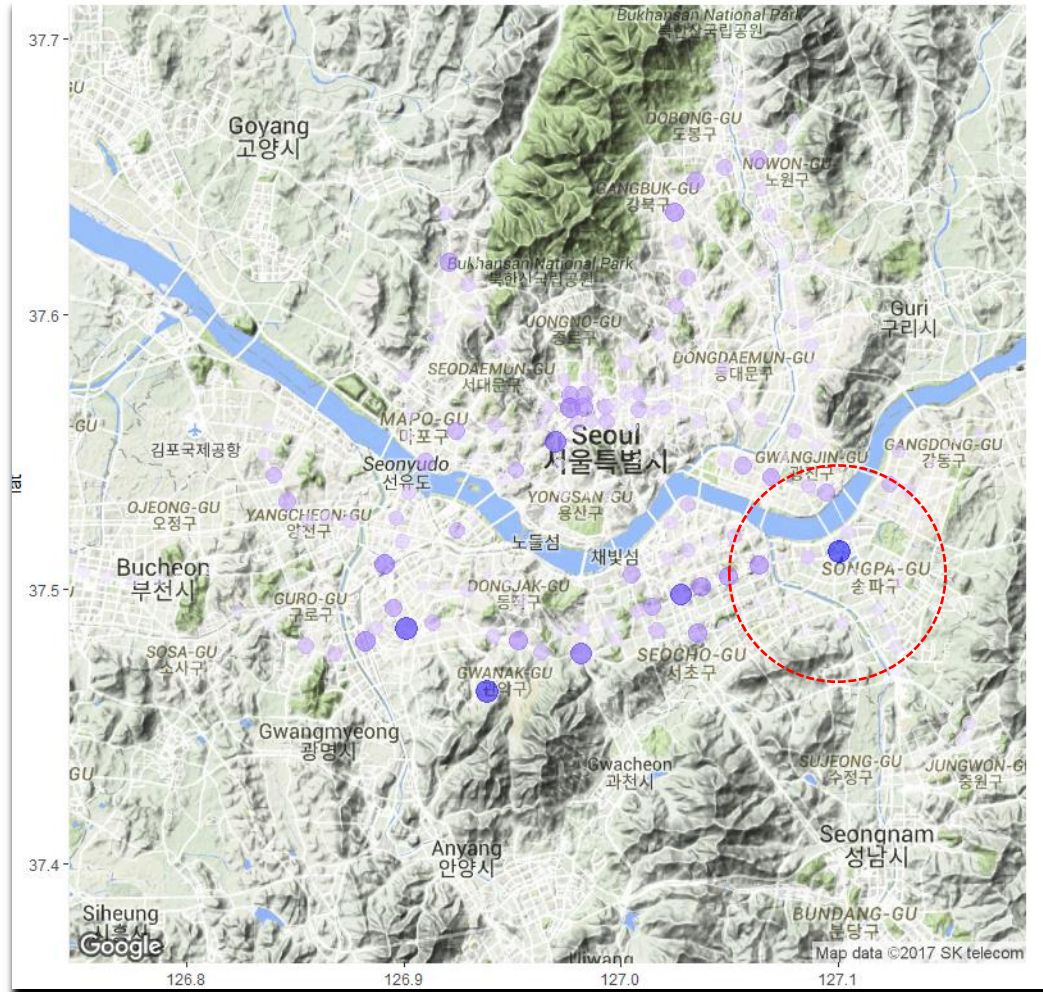 Bukhansan National Park
북한산국립공원
37.7
DOBONG-GU
도봉구
Goyang
고양시
NOWON-GU
노원구
GANGBUK-GU
강북구
Bukhansan National Park
북한산국립공원
37.6
Guri
구리시
JONGNO-GU
종로구
SEODAEMUN-GU
서대문구
DONGDAEMUN-GU
동대문구
MAPO-GU
마포구
Seoul
서울특별시
GANGDONG-GU
강동구
김포국제공항
Seonyudo
선유도
GWANGJIN-GU
광진구
lat
YONGSAN-GU
용산구
OJEONG-GU
오정구
YANGCHEON-GU
양천구
노들섬
채빛섬
Bucheon
부천시
37.5
SONGPA-GU
송파구
DONGJAK-GU
동작구
GURO-GU
구로구
SOSA-GU
소사구
SEOCHO-GU
서초구
GWANAK-GU
관악구
Gwangmyeong
광명시
Gwacheon
과천시
SUJEONG-GU
수정구
JUNGWON-G
중원구
GU
Seongnam
성남시
Anyang
안양시
37.4
Siheung
시흥시
BUNDANG-GU
분당구
Google
Uiwang
Map data ©2017 SK telecom
126.8
126.9
127.0
127.1